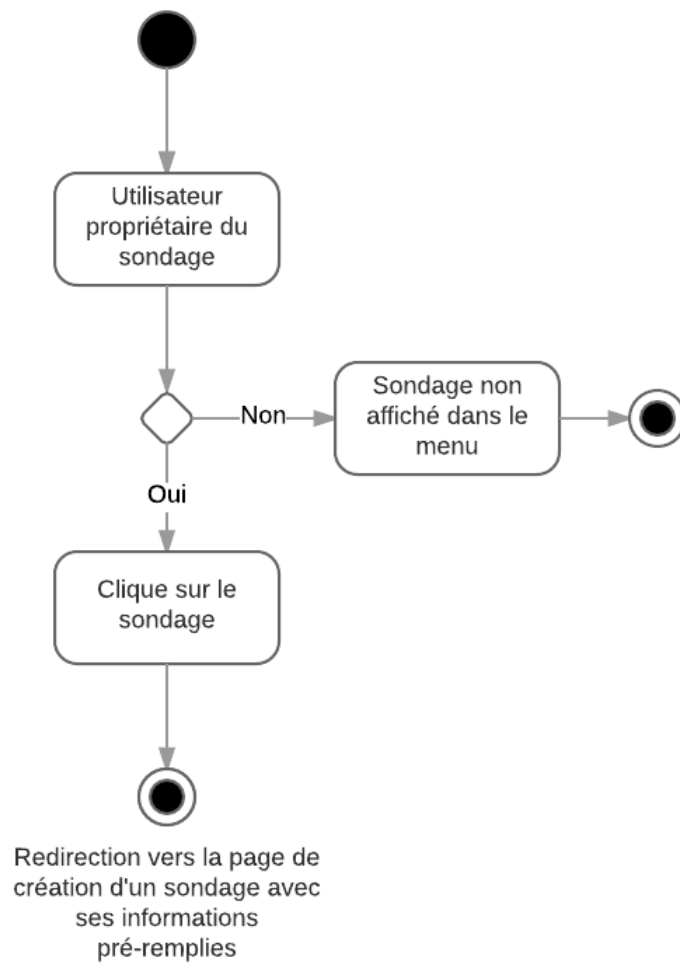 Utilisateur
propriétaire du
sondage
Non
Sondage non
affiché dans le
menu
Oui
Clique sur le
sondage
Redirection vers la page de
création d'un sondage avec
ses informations
pré-remplies